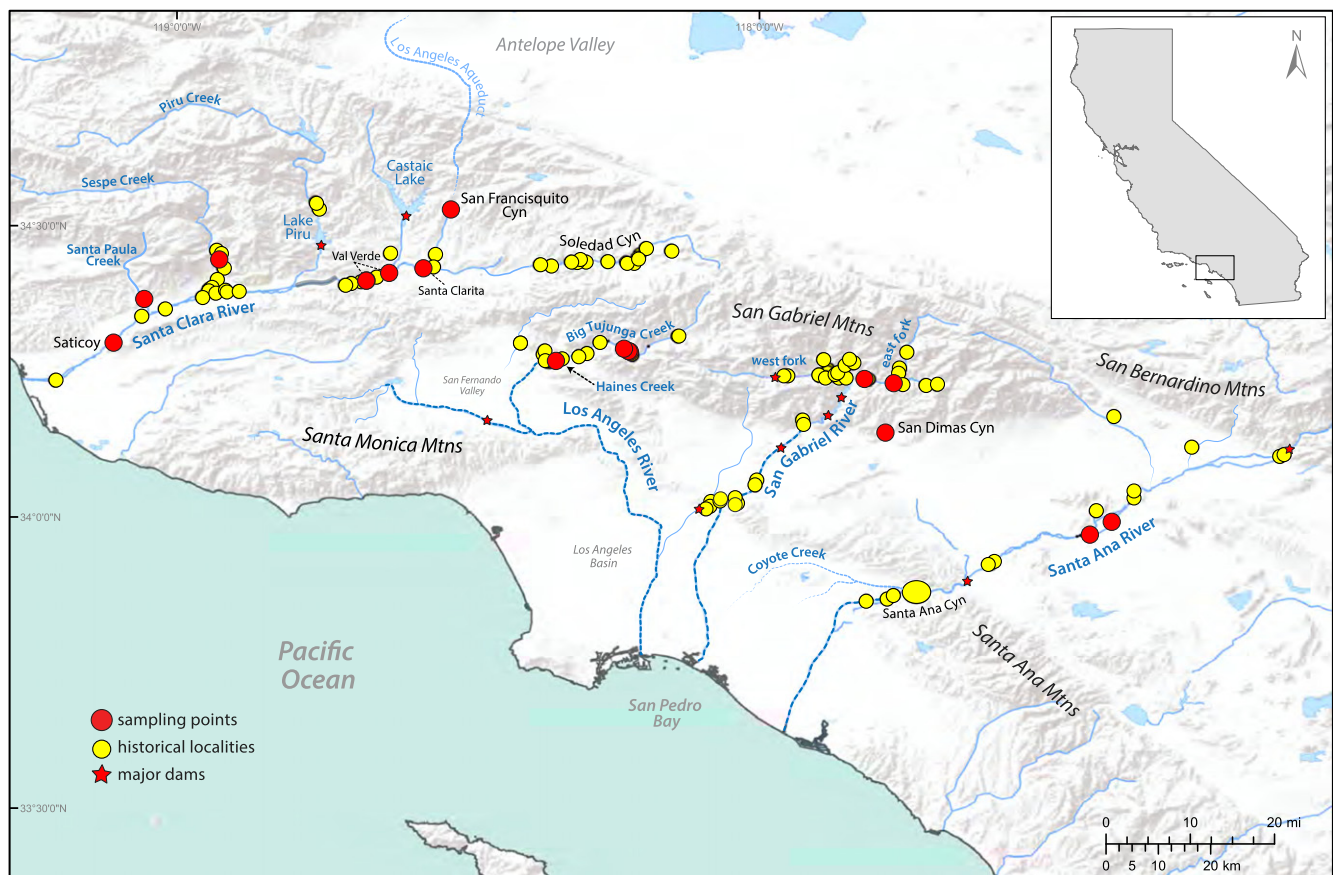 119°0'0"W
118°0'0"W
N
Antelope Valley
Los Angeles Aqueduct
Piru Creek
Castaic
Lake
Sespe Creek
San Francisquito
Cyn
34°30'0"N
Lake
Piru
Soledad Cyn
Santa Paula
Creek
Val Verde
Santa Clarita
Santa Clara River
Saticoy
Big Tujunga Creek
San Gabriel Mtns
east fork
west fork
San Bernardino Mtns
San Fernando
Valley
Haines Creek
Los Angeles River
San Gabriel River
San Dimas Cyn
Santa Monica Mtns
34°0'0"N
Los Angeles
Basin
Coyote Creek
Santa Ana River
Santa Ana Cyn
Santa Ana Mtns
Pacific
Ocean
San Pedro
Bay
sampling points
historical localities
major dams
33°30'0"N
0 10 20 mi
0 5 10 20 km